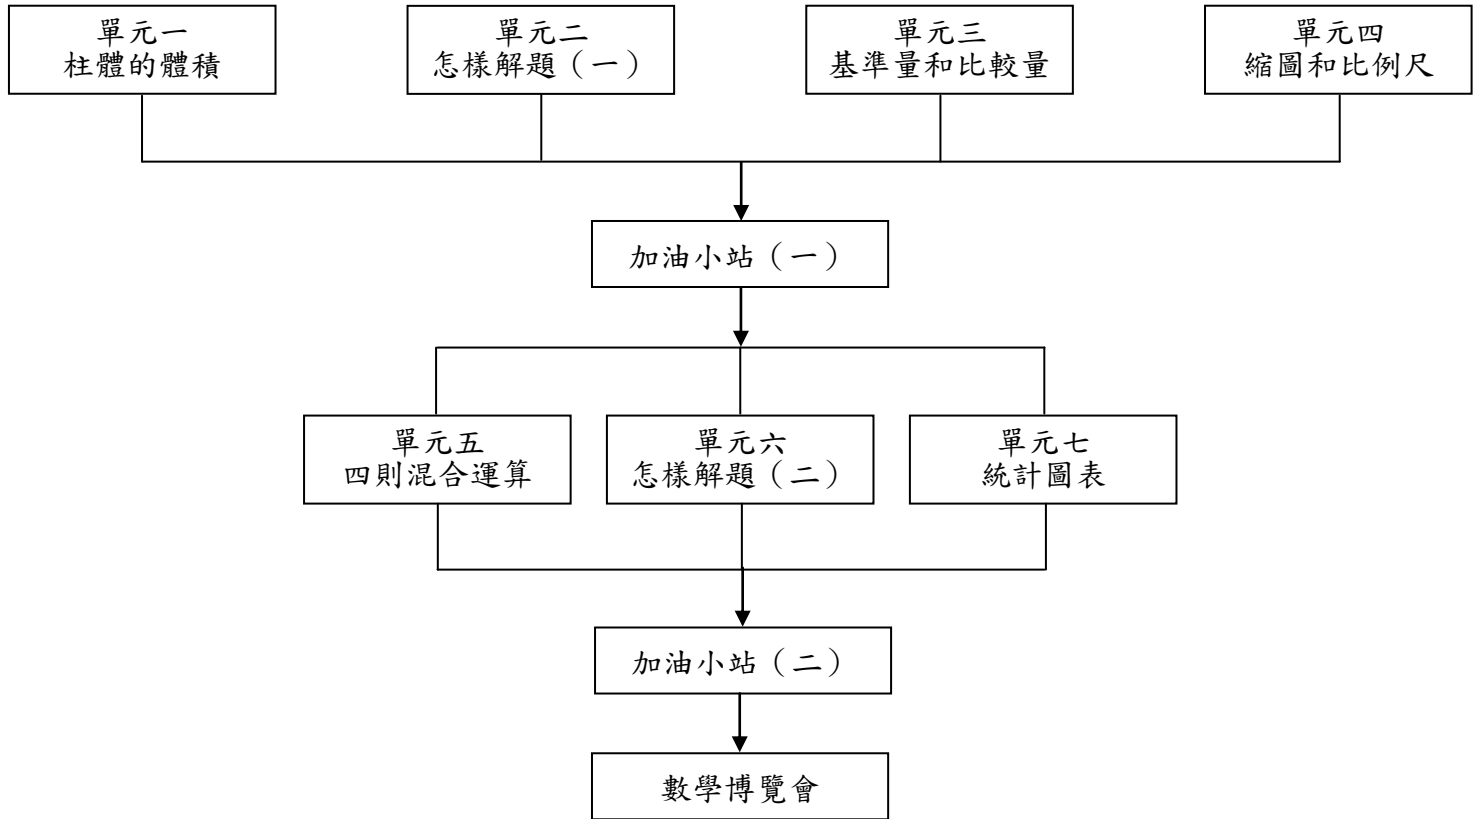 單元一
柱體的體積
單元二
怎樣解題（一）
單元三
基準量和比較量
單元四
縮圖和比例尺
加油小站（一）
單元五
四則混合運算
單元六
怎樣解題（二）
單元七
統計圖表
加油小站（二）
數學博覽會